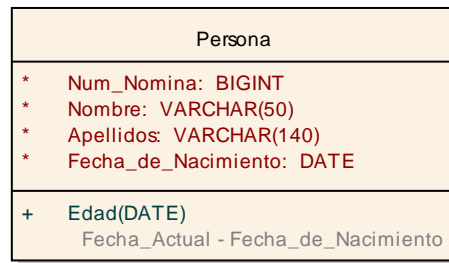 Persona
* Num_Nomina: BIGINT
* Nombre: VARCHAR(50)
* Apellidos: VARCHAR(140)
* Fecha_de_Nacimiento: DATE
+ Edad(DATE)
Fecha_Actual - Fecha_de_Nacimiento